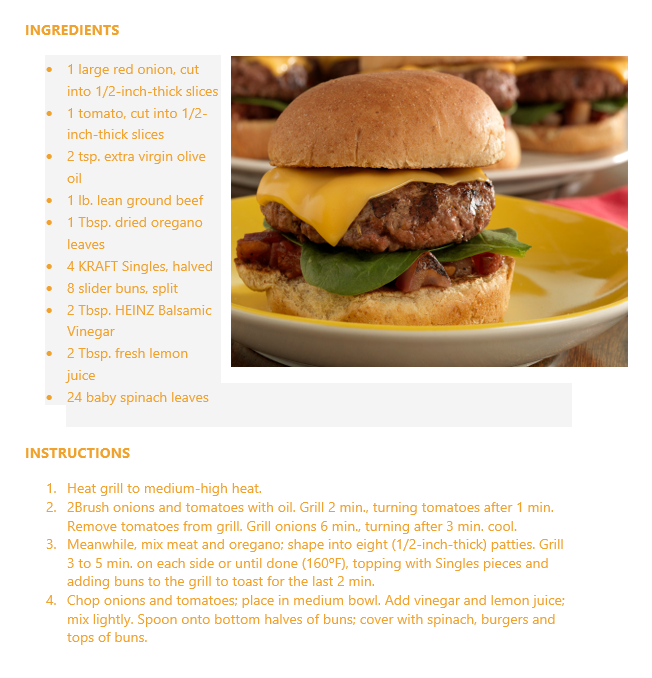 INGREDIENTS
• 1 large red onion, cut
into 1/2-inch-thick slices
• 1 tomato, cut into 1/2-
inch-thick slices
• 2 tsp. extra virgin olive
oil
• 1 lb. lean ground beef
• 1 Tbsp. dried oregano
leaves
• 4 KRAFT Singles, halved
• 8 slider buns, split
• 2 Tbsp. HEINZ Balsamic
Vinegar
• 2 Tbsp. fresh lemon
juice
• 24 baby spinach leaves
INSTRUCTIONS
1. Heat grill to medium-high heat.
2. 2Brush onions and tomatoes with oil. Grill 2 min., turning tomatoes after 1 min.
Remove tomatoes from grill. Grill onions 6 min., turning after 3 min. cool.
3. Meanwhile, mix meat and oregano; shape into eight (1/2-inch-thick) patties. Grill
3 to 5 min. on each side or until done (160ºF), topping with Singles pieces and
adding buns to the grill to toast for the last 2 min.
4. Chop onions and tomatoes; place in medium bowl. Add vinegar and lemon juice;
mix lightly. Spoon onto bottom halves of buns; cover with spinach, burgers and
tops of buns.